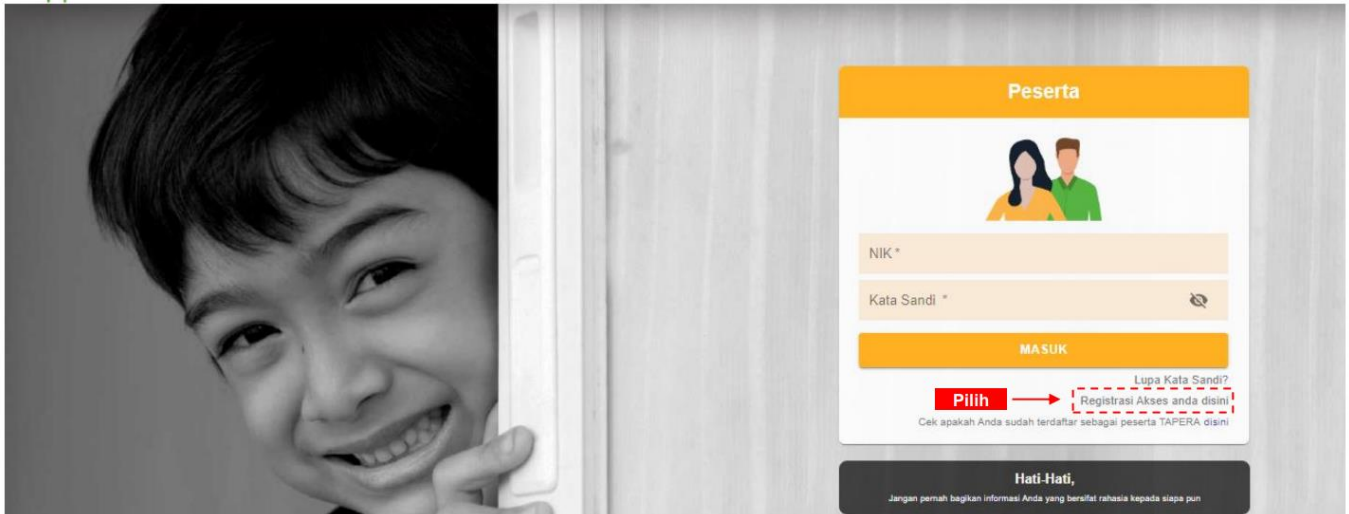 Peserta
NIK *
Kata Sandi *
MASUK
Lupa Kata Sandi?
Pilih
Registrasi Akses anda disini
Cek apakah Anda sudah terdaftar sebagai peserta TAPERA disini
Hati-Hati,
Jangan pernah bagikan informasi Anda yang bersifat rahasia kepada siapa pun